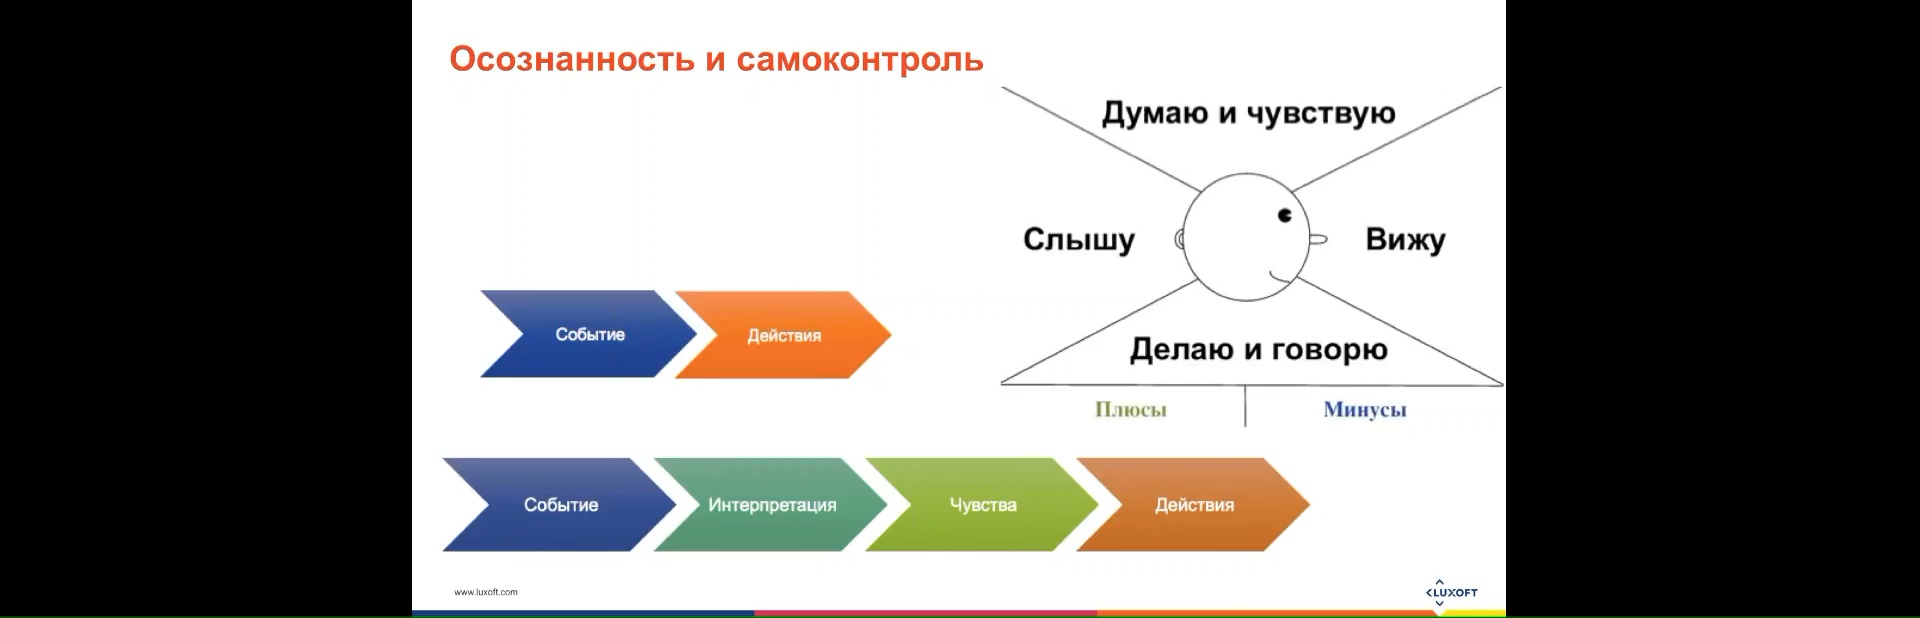 Осознанность и самоконтроль
Думаю и чувствую
Слышу
Вижу
Делаю и говорю
Плюсы
Минусы
Событие
Действия
Событие
Интерпретация
Чувства
Действия
www.luxoft.com
LUXOFT